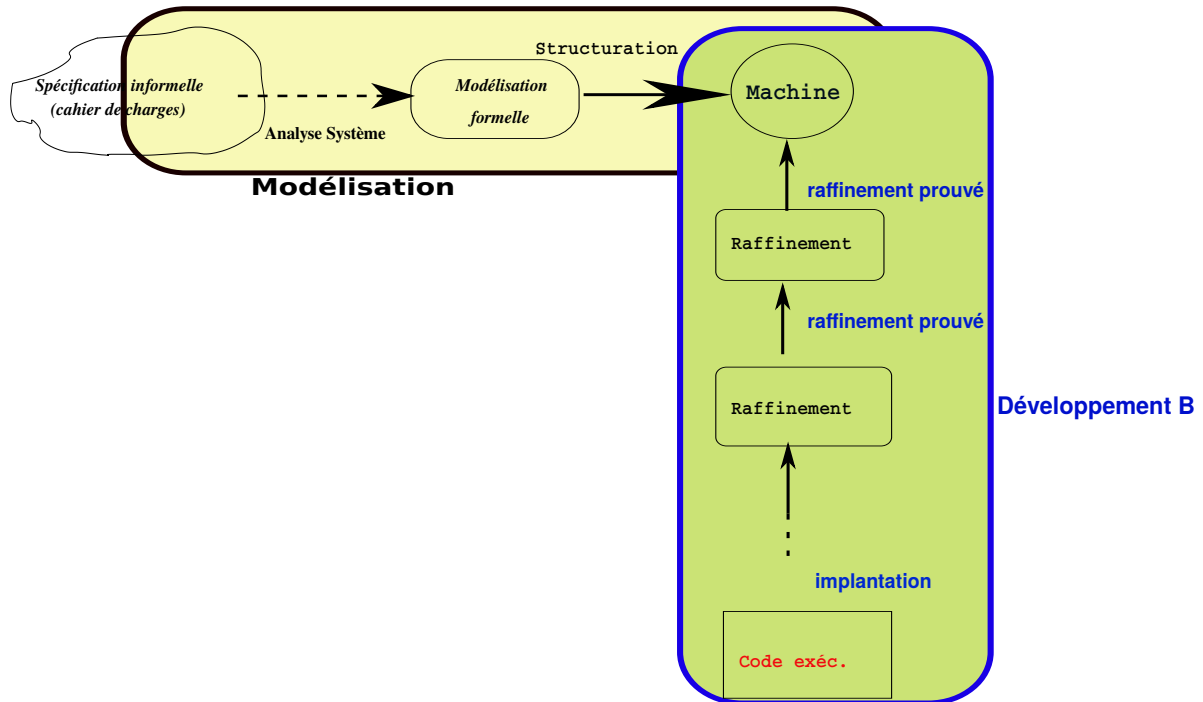 Structuration
Spécification informelle
(cahier de charges)
Analyse Système
Modélisation
formelle
Machine
Modélisation
raffinement prouvé
Raffinement
raffinement prouvé
Raffinement
Développement B
implantation
Code exéc.